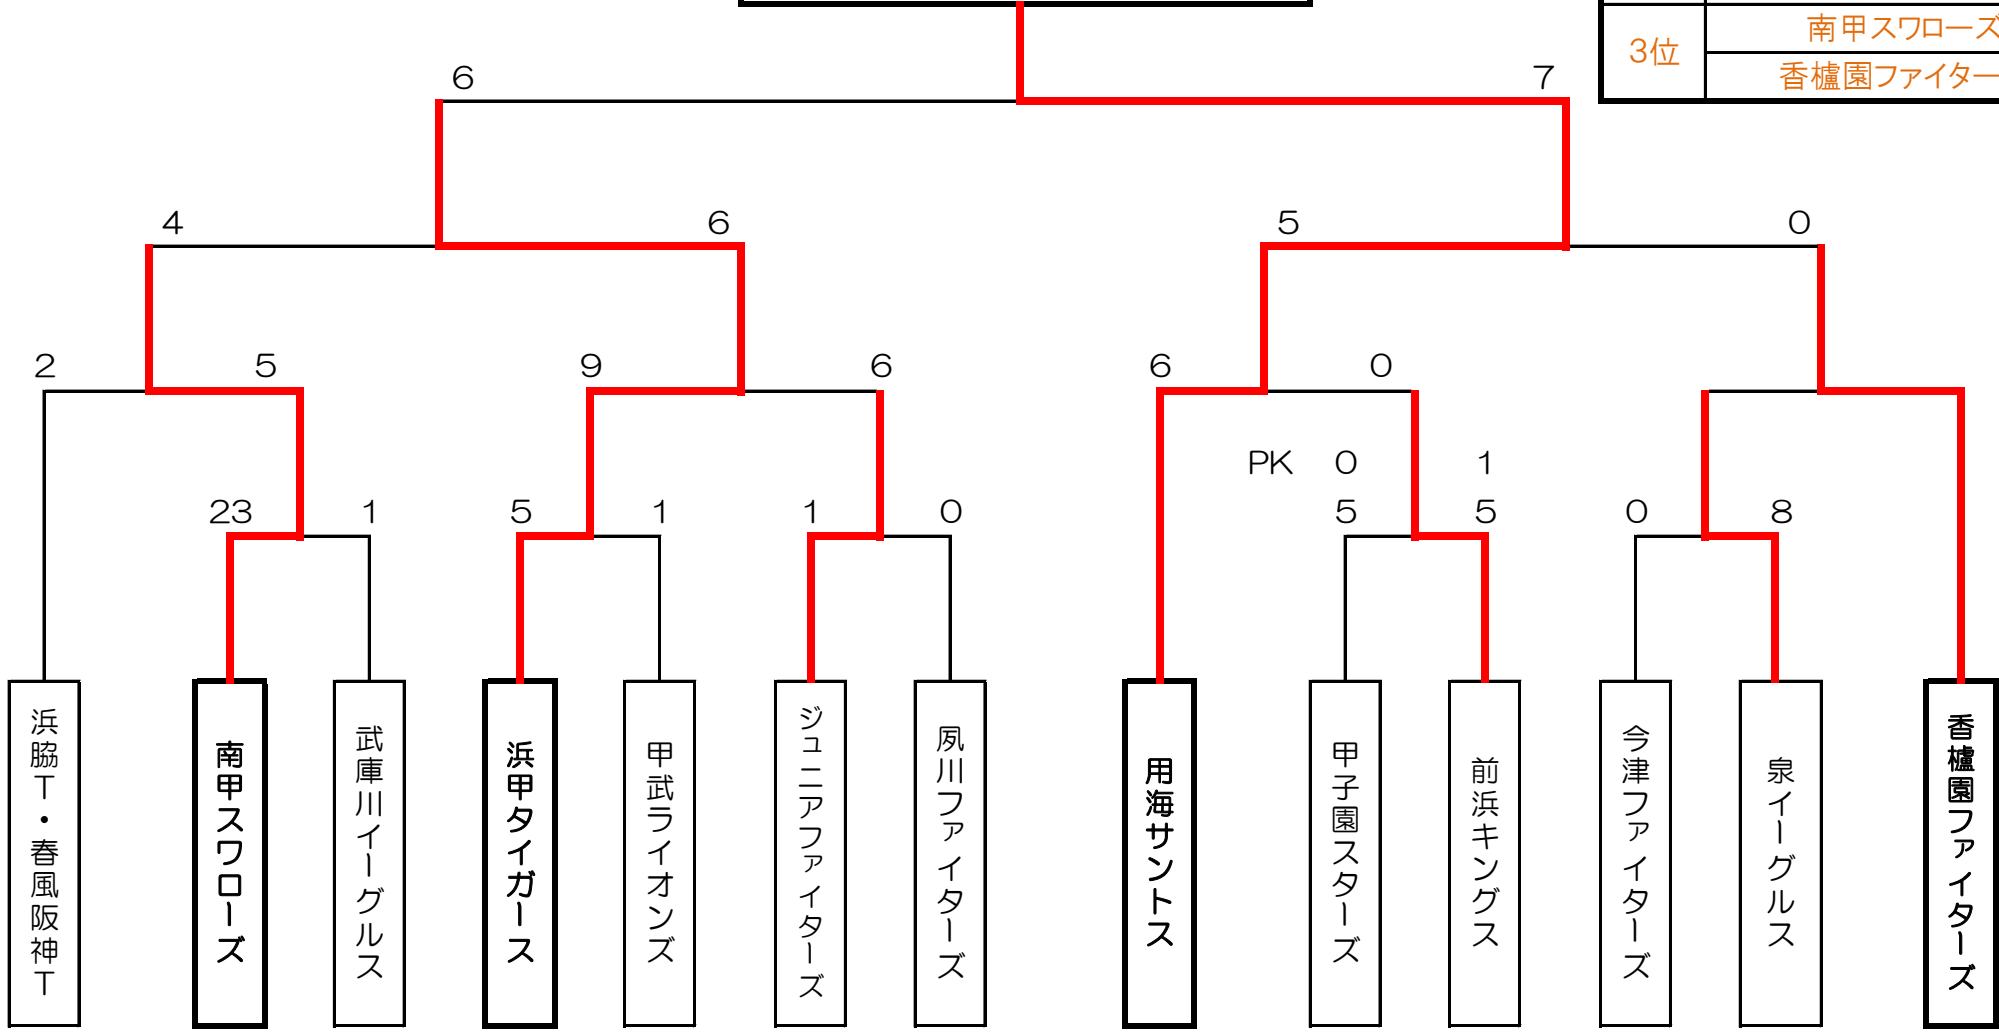 南甲スワローズ
3位
香櫨園ファイター
6
7
4
6
5
0
2
5
9
6
6
0
PK 0 1
23
1
5
1
1
0
5
5
0
8
浜脇T・春風阪神T
南甲スワローズ
武庫川イーグルス
浜甲タイガース
甲武ライオンズ
ジュニアファイターズ
夙川ファイターズ
用海サントス
甲子園スターズ
前浜キングス
今津ファイターズ
泉イーグルス
香櫨園ファイターズ